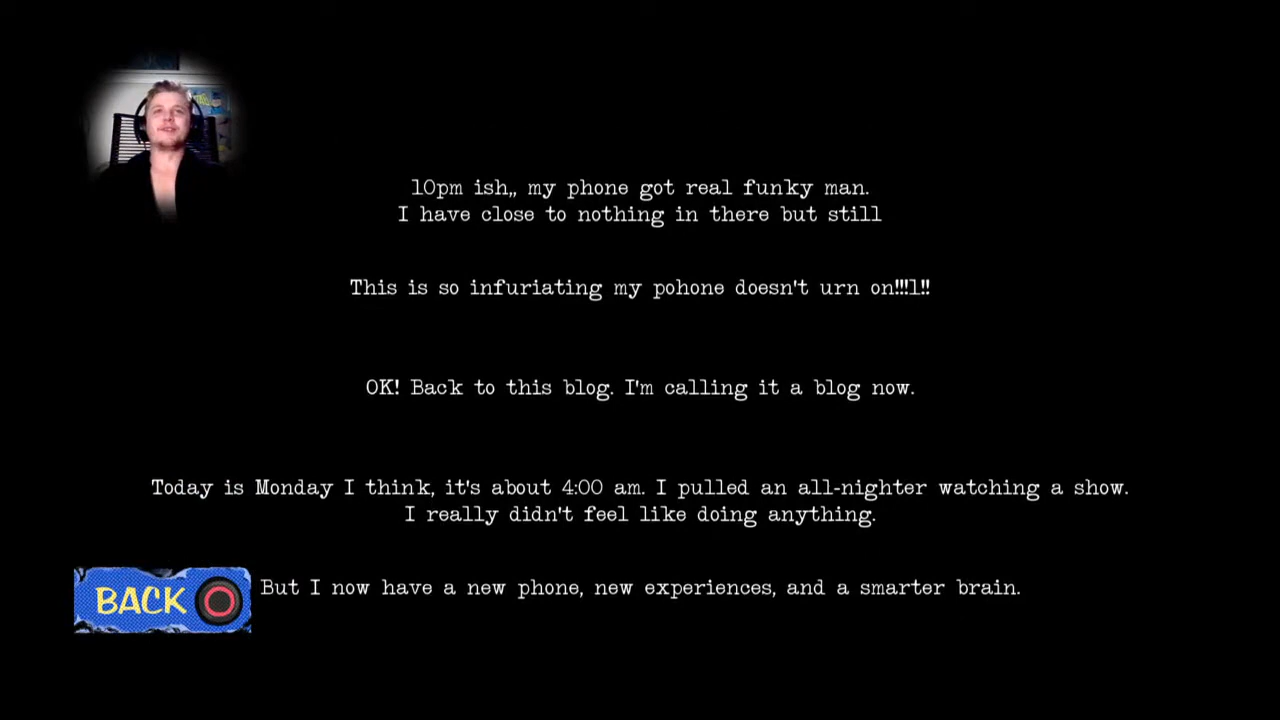 10pm ish,, my phone got real funky man.
I have close to nothing in there but still
This is so infuriating my pohone doesn't urn on!!!1!!
OK! Back to this blog. I'm calling it a blog now.
Today is Monday I think, it's about 4:00 am. I pulled an all-nighter watching a show.
I really didn't feel like doing anything.
BACK
But I now have a new phone, new experiences, and a smarter brain.